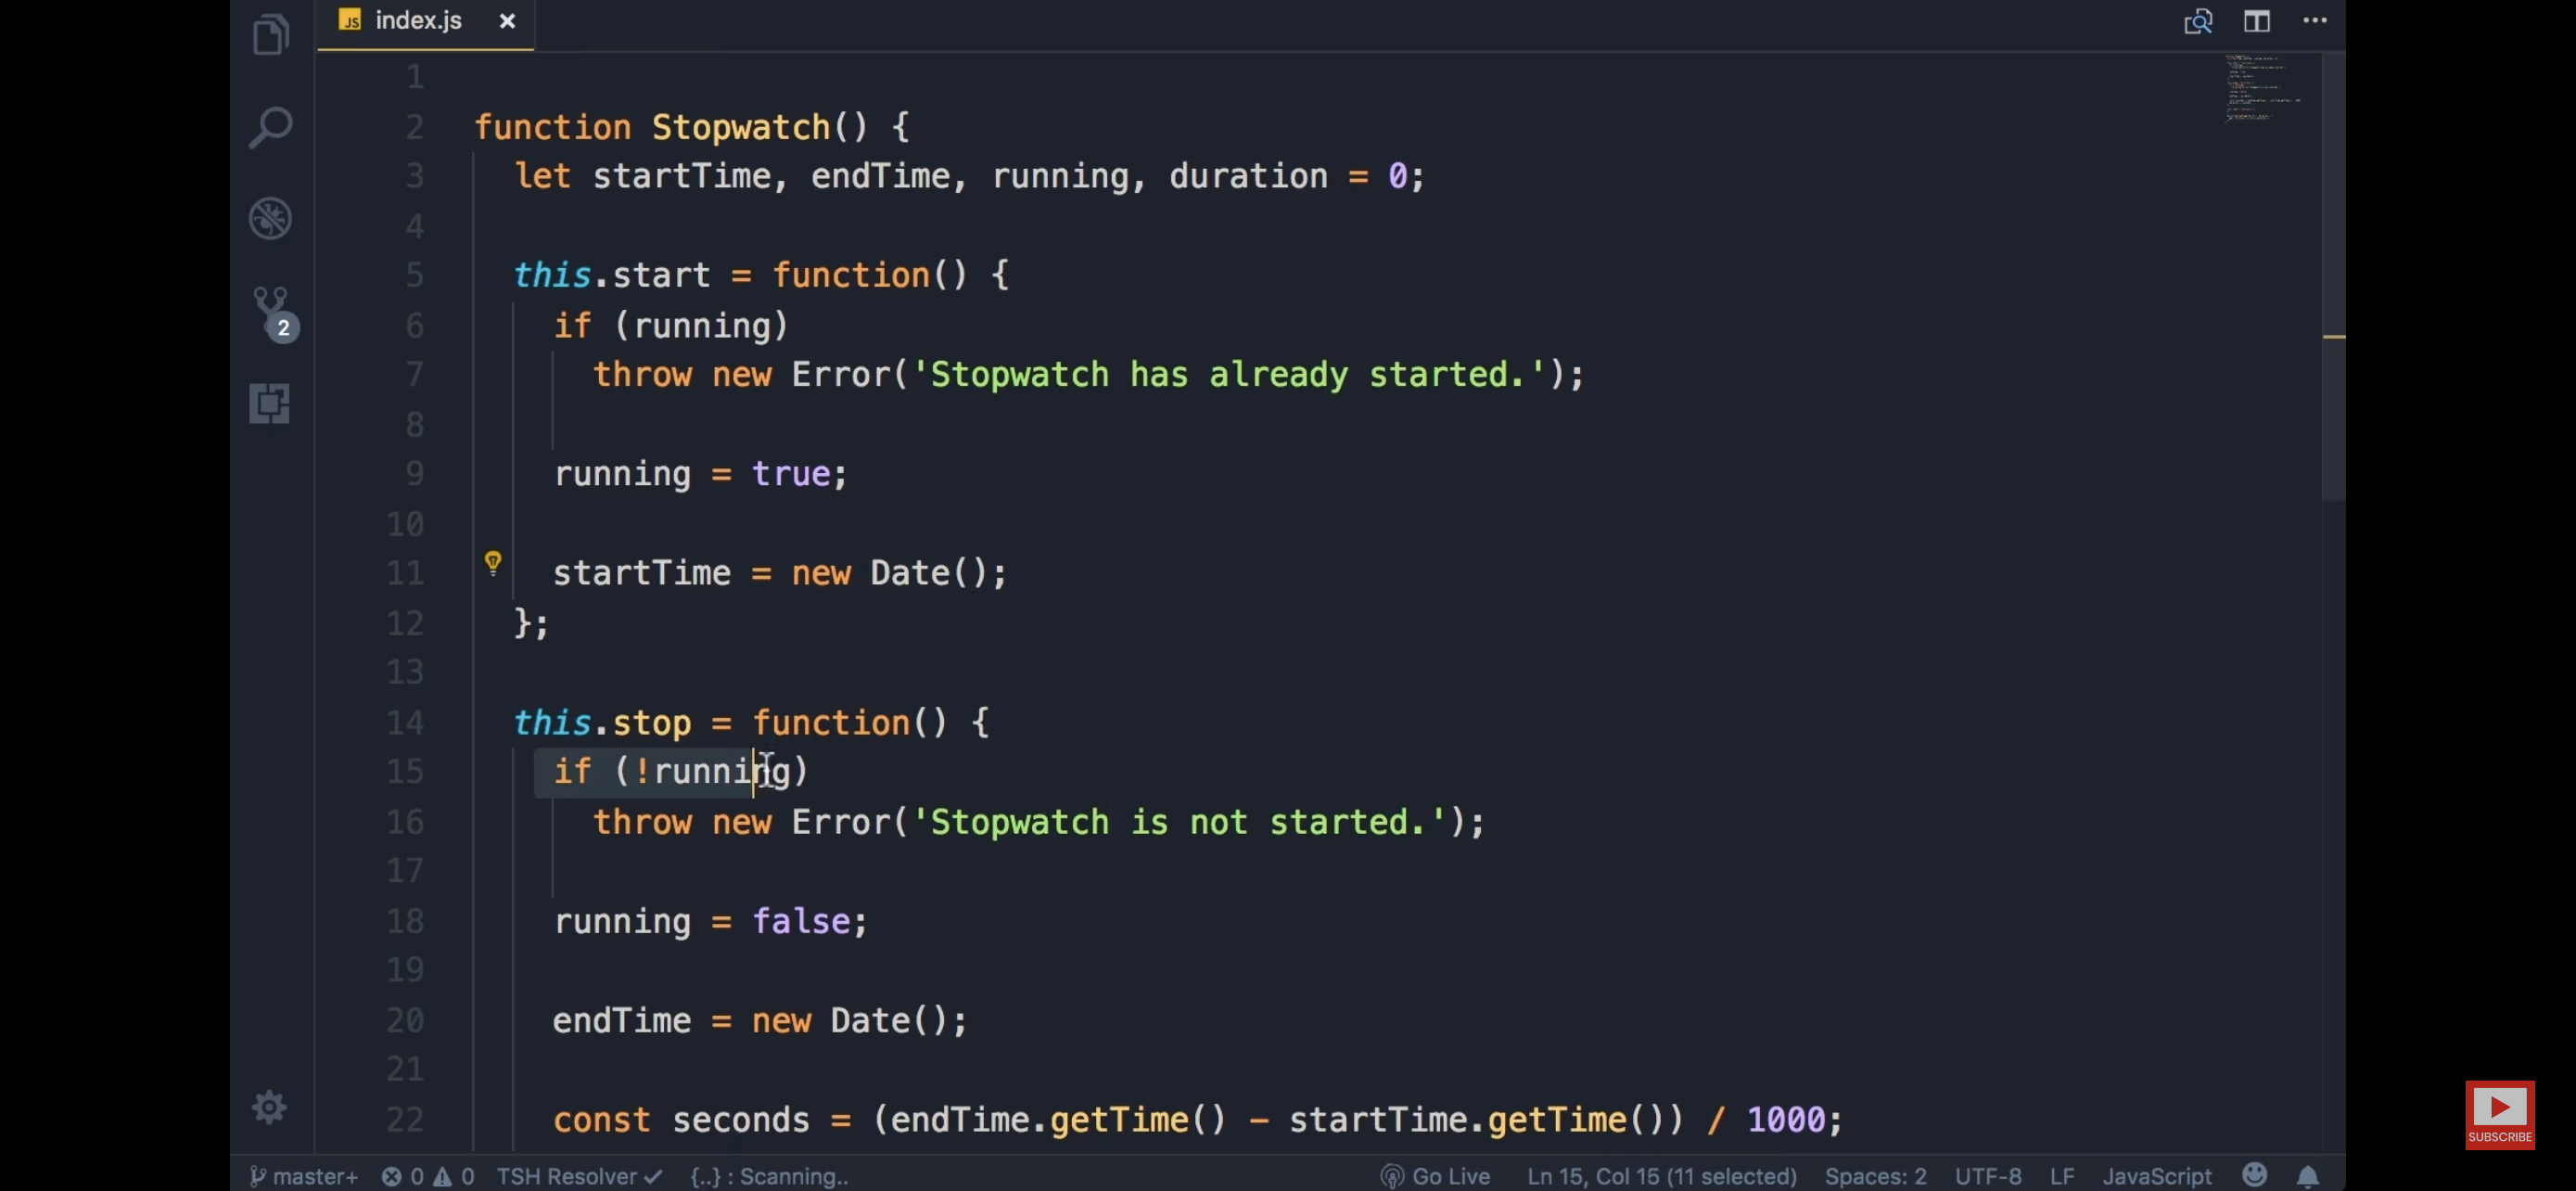 JS index.js ×
1
2 function Stopwatch() {
3 let startTime, endTime, running, duration = 0;
4
5 this.start = function() {
6 if (running)
7 throw new Error('Stopwatch has already started.');
8
9 running = true;
10
11 startTime = new Date();
12 };
13
14 this.stop = function() {
15 if (!running)
16 throw new Error('Stopwatch is not started.');
17
18 running = false;
19
20 endTime = new Date();
21
22 const seconds = (endTime.getTime() - startTime.getTime()) / 1000;
2
SUBSCRIBE
master+ 0 0 TSH Resolver ✓ {..} : Scanning.. Go Live Ln 15, Col 15 (11 selected) Spaces: 2 UTF-8 LF JavaScript